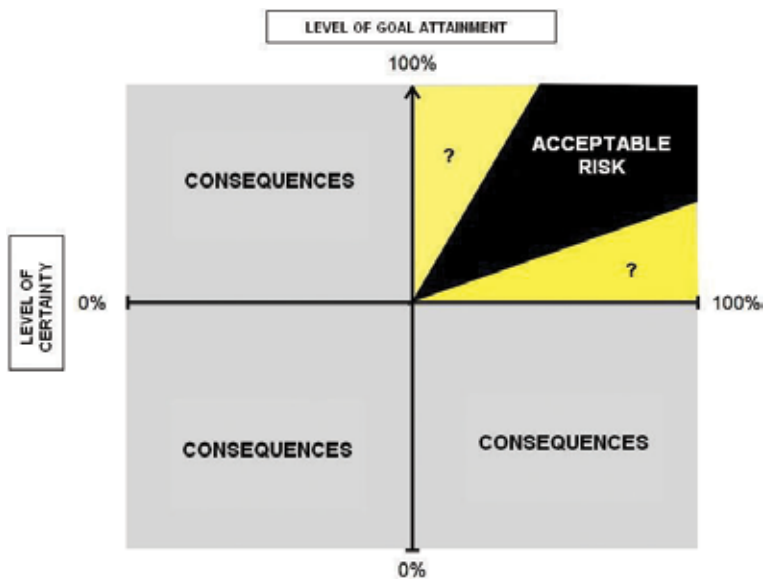 LEVEL OF GOAL ATTAINMENT
100%
?
ACCEPTABLE
RISK
CONSEQUENCES
?
LEVEL OF
CERTAINTY
0%
100%
CONSEQUENCES
CONSEQUENCES
0%